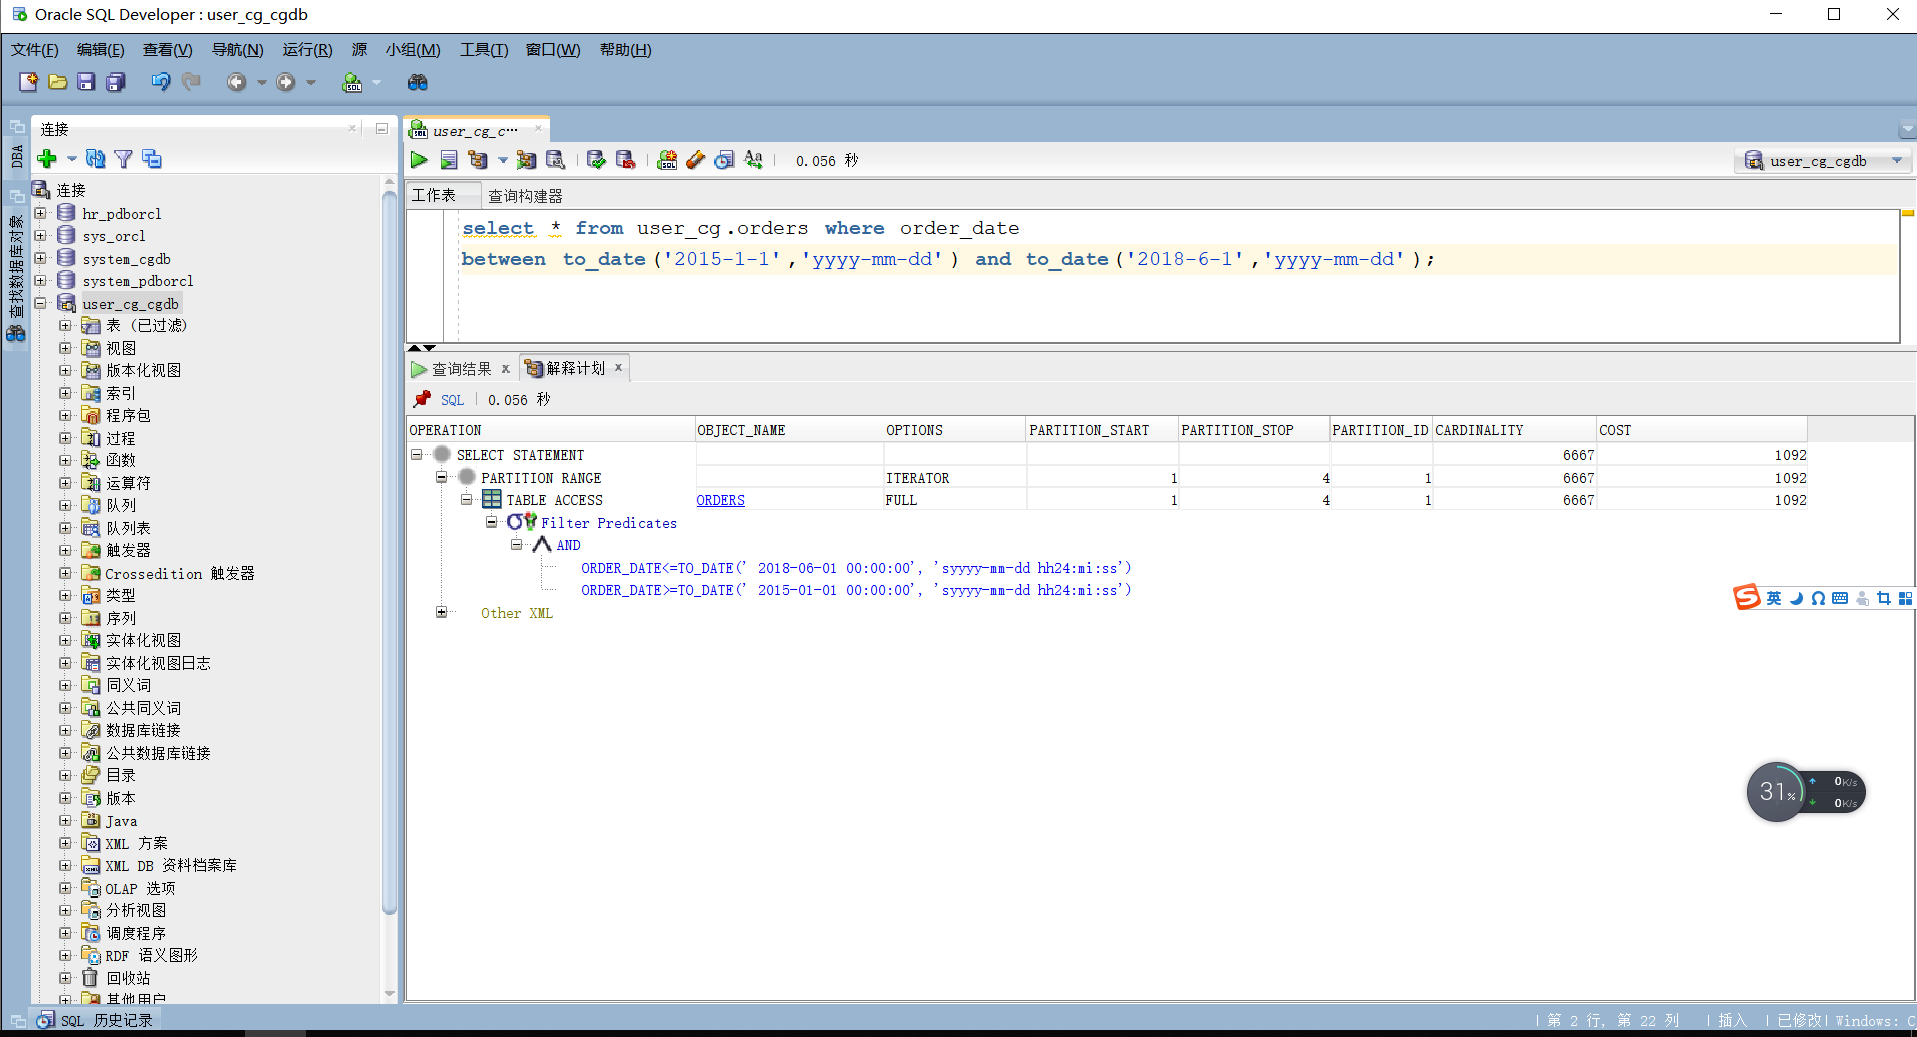 Oracle SQL Developer : user_cg_cgdb
文件(F) 编辑(E) 查看(V) 导航(N) 运行(R) 源 小组(M) 工具(T) 窗口(W) 帮助(H)
DBA
查找数据库对象
连接
连接
hr_pdborcl
sys_orcl
system_cgdb
system_pdborcl
user_cg_cgdb
表 (已过滤)
视图
版本化视图
索引
程序包
过程
函数
运算符
队列
队列表
触发器
Crossedition 触发器
类型
序列
实体化视图
实体化视图日志
同义词
公共同义词
数据库链接
公共数据库链接
目录
版本
Java
XML 方案
XML DB 资料档案库
OLAP 选项
分析视图
调度程序
RDF 语义图形
回收站
其他用户
user_cg_c…
0.056 秒
user_cg_cgdb
工作表 查询构建器
select * from user_cg.orders where order_date
between to_date('2015-1-1','yyyy-mm-dd') and to_date('2018-6-1','yyyy-mm-dd');
查询结果 x 解释计划 x
SQL 0.056 秒
OPERATION OBJECT_NAME OPTIONS PARTITION_START PARTITION_STOP PARTITION_ID CARDINALITY COST
SELECT STATEMENT 6667 1092
PARTITION RANGE ITERATOR 1 4 1 6667 1092
TABLE ACCESS ORDERS FULL 1 4 1 6667 1092
Filter Predicates
AND
ORDER_DATE<=TO_DATE(' 2018-06-01 00:00:00', 'syyyy-mm-dd hh24:mi:ss')
ORDER_DATE>=TO_DATE(' 2015-01-01 00:00:00', 'syyyy-mm-dd hh24:mi:ss')
Other XML
英
31%
0K/s
0K/s
SQL 历史记录
第 2 行, 第 22 列 | 插入 | 已修改 | Windows: C